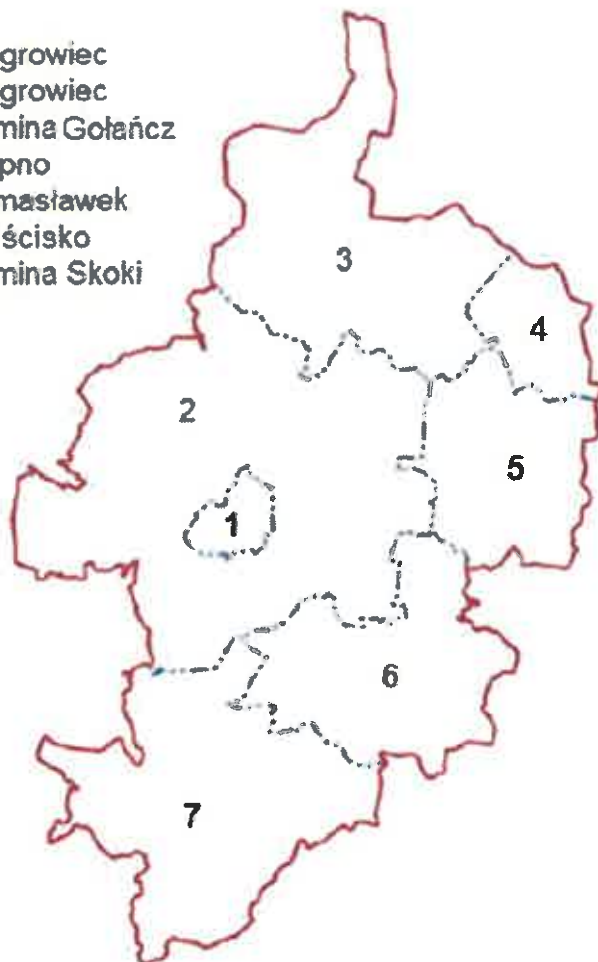 growiec
growiec
mina Gołańcz
pno
masławek
ścisko
mina Skoki
3
4
2
5
1
6
7